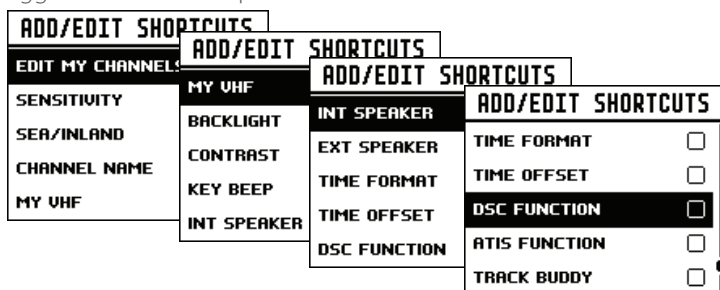 ADD/EDIT SHORTCUTS
EDIT MY CHANNELS
SENSITIVITY
SEA/INLAND
CHANNEL NAME
MY VHF
ADD/EDIT SHORTCUTS
MY VHF
BACKLIGHT
CONTRAST
KEY BEEP
INT SPEAKER
ADD/EDIT SHORTCUTS
INT SPEAKER
EXT SPEAKER
TIME FORMAT
TIME OFFSET
DSC FUNCTION
ADD/EDIT SHORTCUTS
TIME FORMAT
TIME OFFSET
DSC FUNCTION
ATIS FUNCTION
TRACK BUDDY